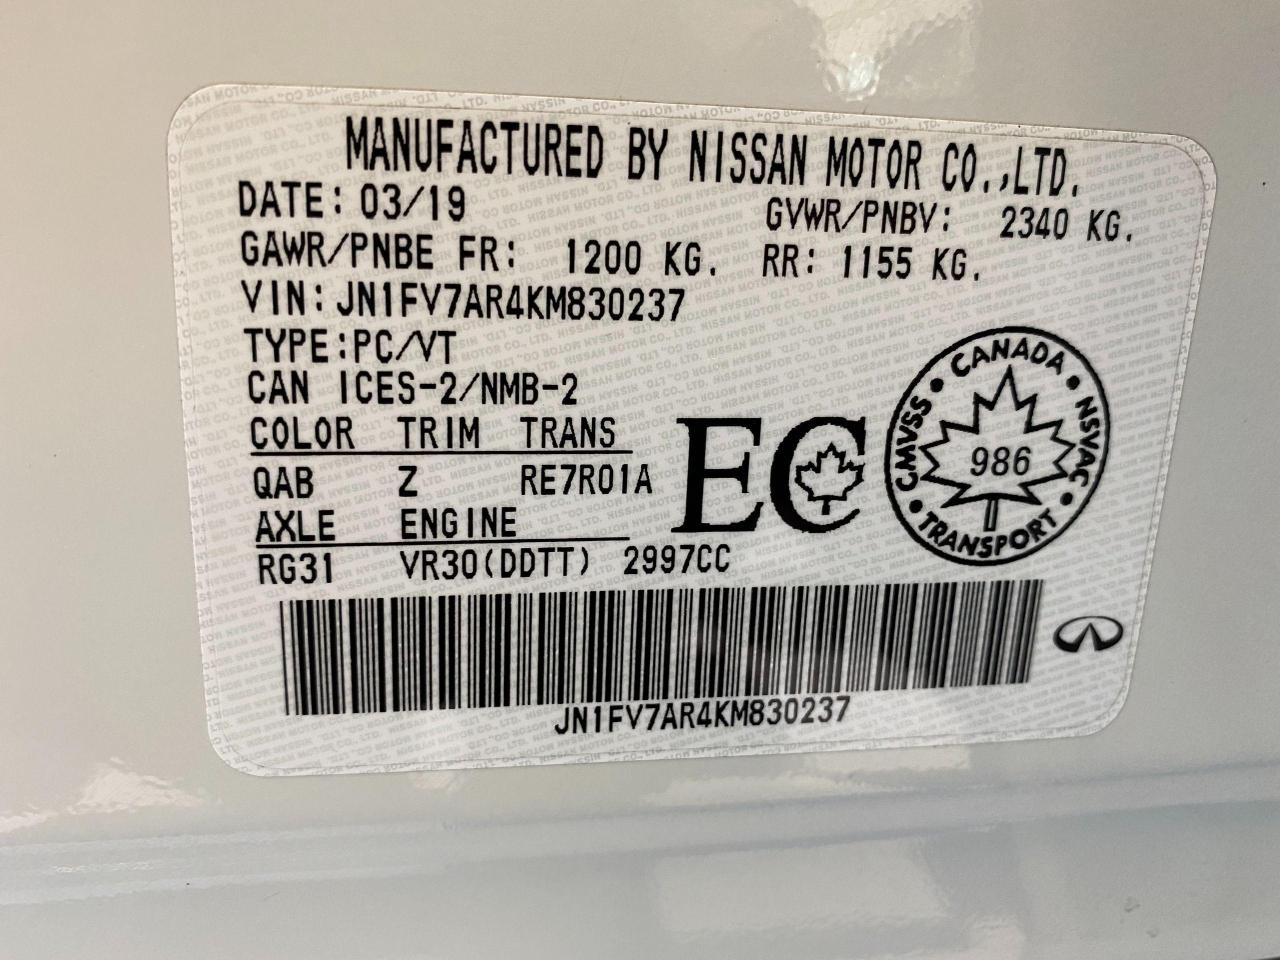 MANUFACTURED BY NISSAN MOTOR CO.,LTD.
DATE: 03/19 GVWR/PNBV: 2340 KG.
GAWR/PNBE FR: 1200 KG. RR: 1155 KG.
VIN: JN1FV7AR4KM830237
TYPE:PC/VT
CAN ICES-2/NMB-2
COLOR TRIM TRANS
QAB Z RE7R01A
AXLE ENGINE
RG31 VR30(DDTT) 2997CC
EC
CANADA
CMVSS • NSVAC
986
TRANSPORT
JN1FV7AR4KM830237